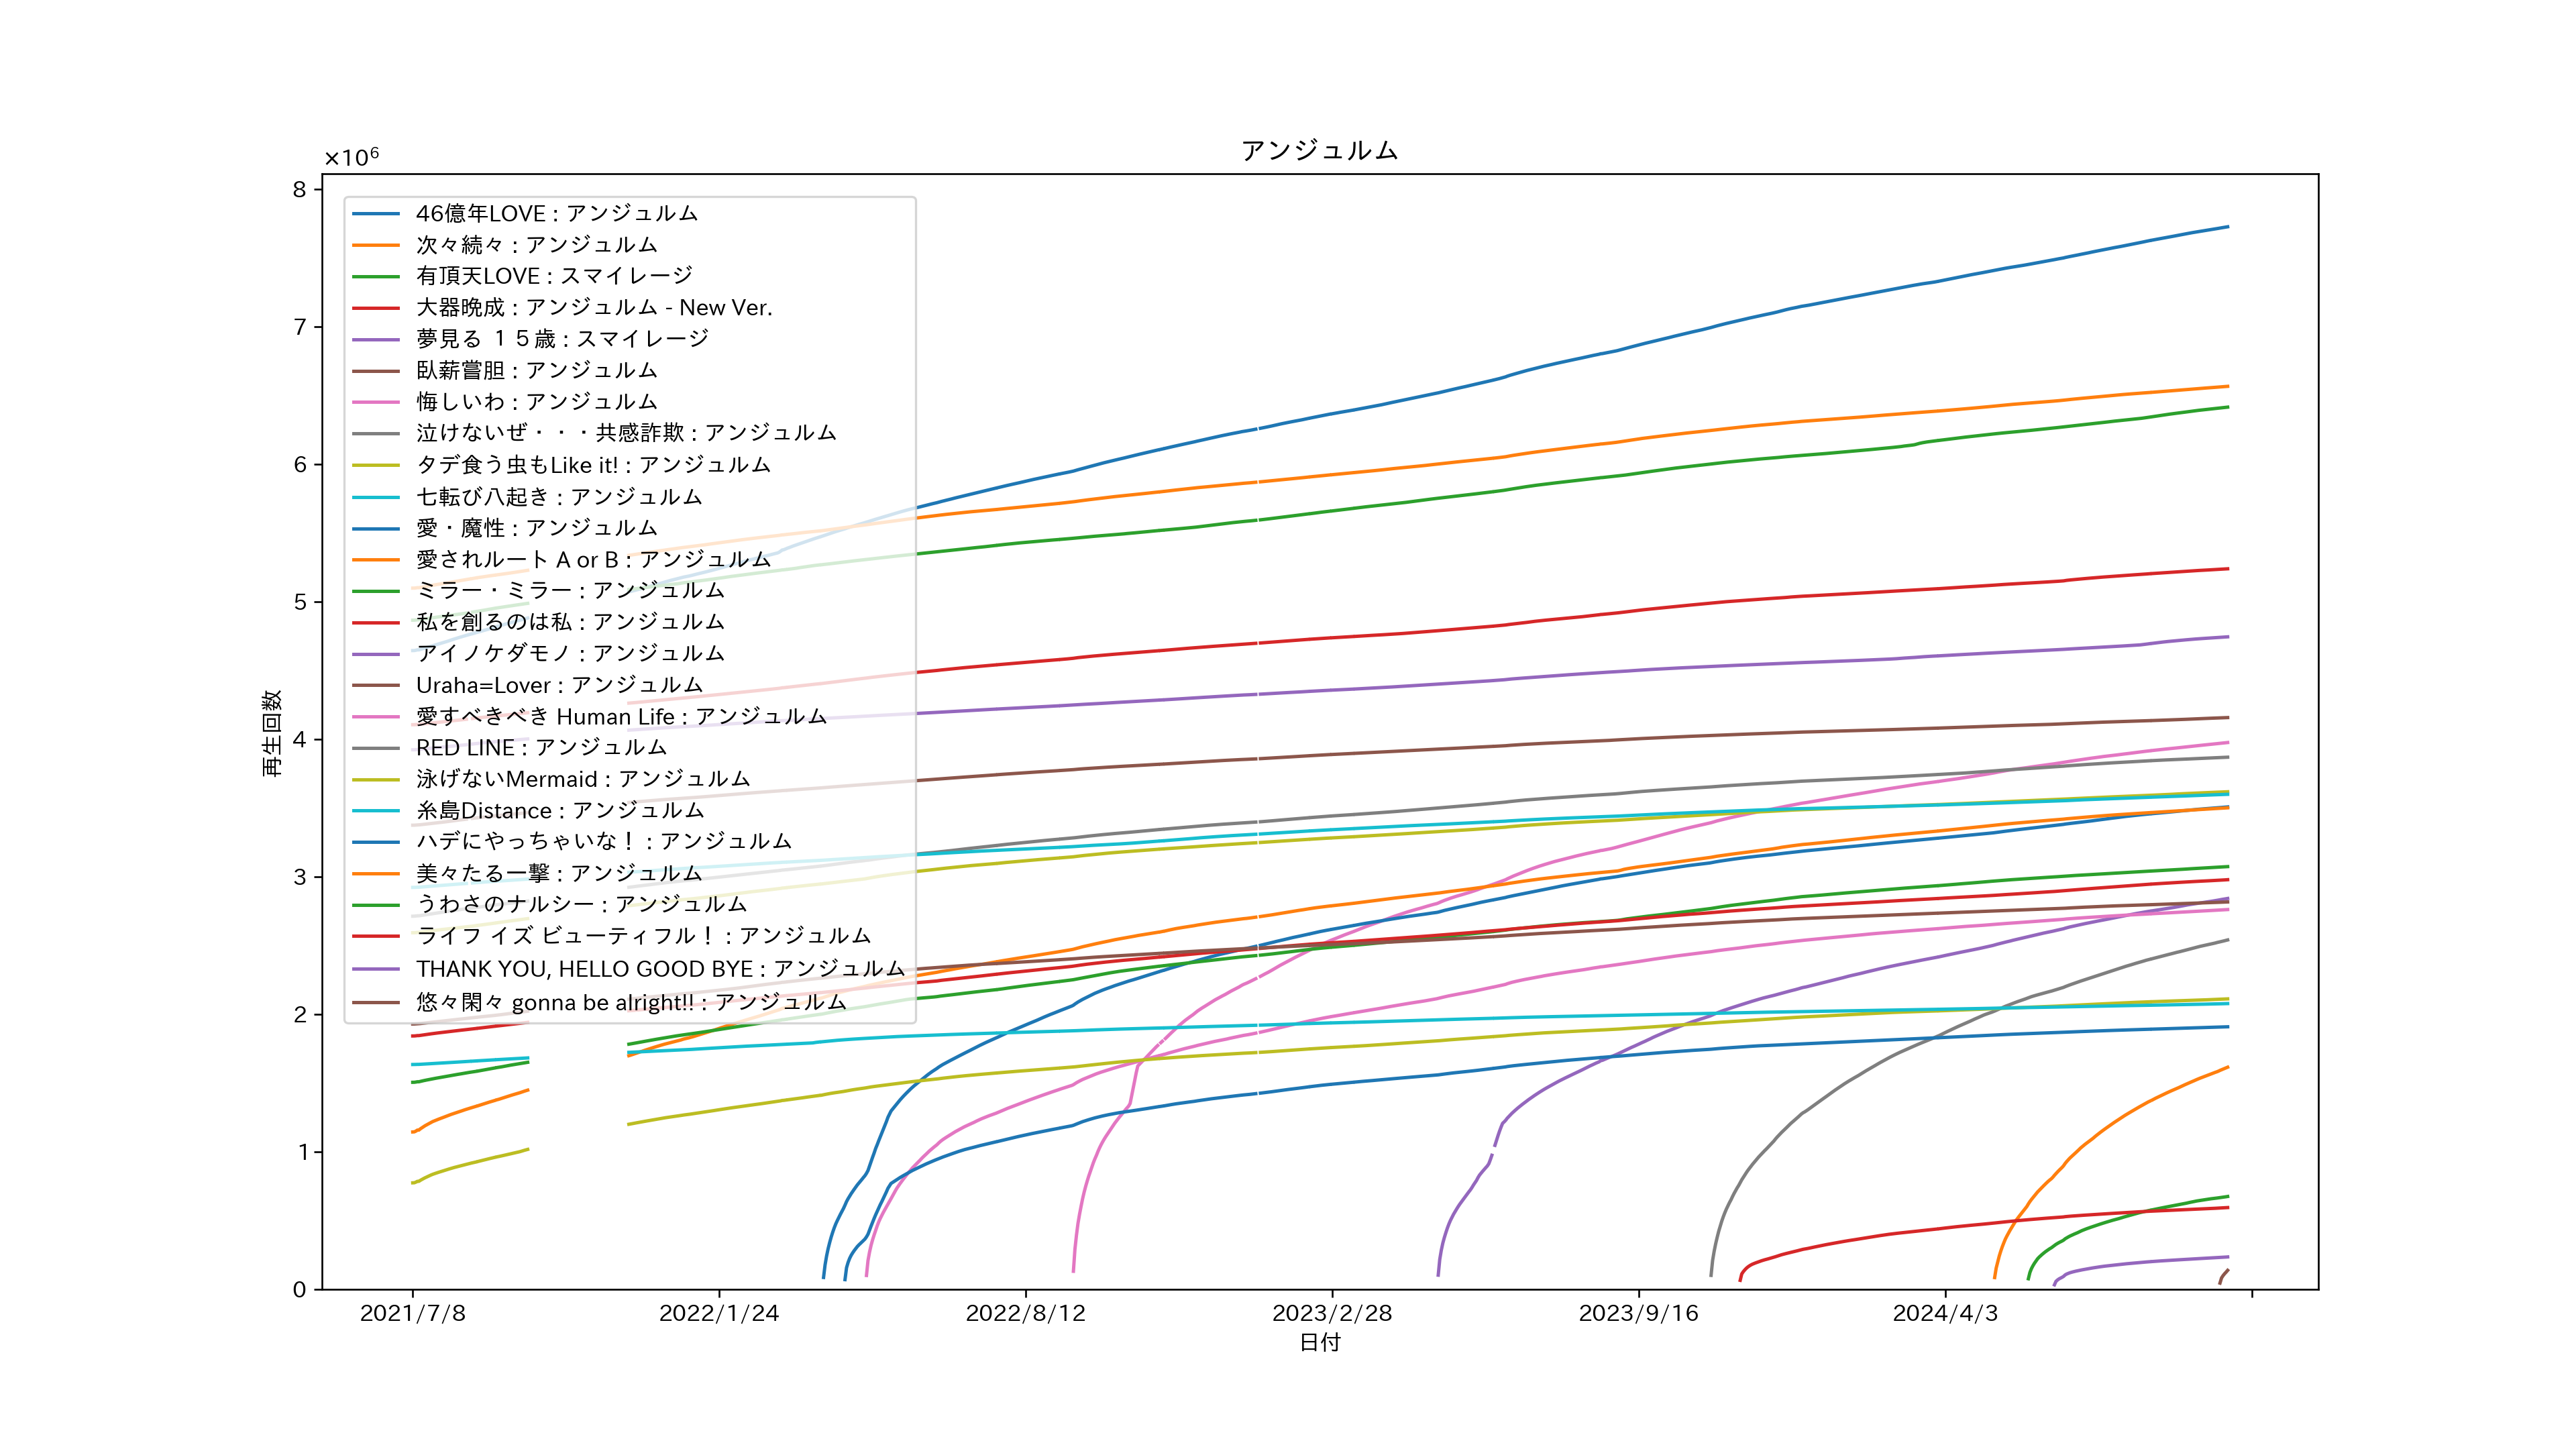 アンジュルム
×10⁶
8
7
6
5
4
3
2
1
0
再生回数
46億年LOVE : アンジュルム
次々続々 : アンジュルム
有頂天LOVE : スマイレージ
大器晩成 : アンジュルム - New Ver.
夢見る １５歳 : スマイレージ
臥薪嘗胆 : アンジュルム
悔しいわ : アンジュルム
泣けないぜ・・・共感詐欺 : アンジュルム
タデ食う虫もLike it! : アンジュルム
七転び八起き : アンジュルム
愛・魔性 : アンジュルム
愛されルート A or B : アンジュルム
ミラー・ミラー : アンジュルム
私を創るのは私 : アンジュルム
アイノケダモノ : アンジュルム
Uraha=Lover : アンジュルム
愛すべきべき Human Life : アンジュルム
RED LINE : アンジュルム
泳げないMermaid : アンジュルム
糸島Distance : アンジュルム
ハデにやっちゃいな！ : アンジュルム
美々たる一撃 : アンジュルム
うわさのナルシー : アンジュルム
ライフ イズ ビューティフル！ : アンジュルム
THANK YOU, HELLO GOOD BYE : アンジュルム
悠々閑々 gonna be alright!! : アンジュルム
2021/7/8 2022/1/24 2022/8/12 2023/2/28 2023/9/16 2024/4/3
日付